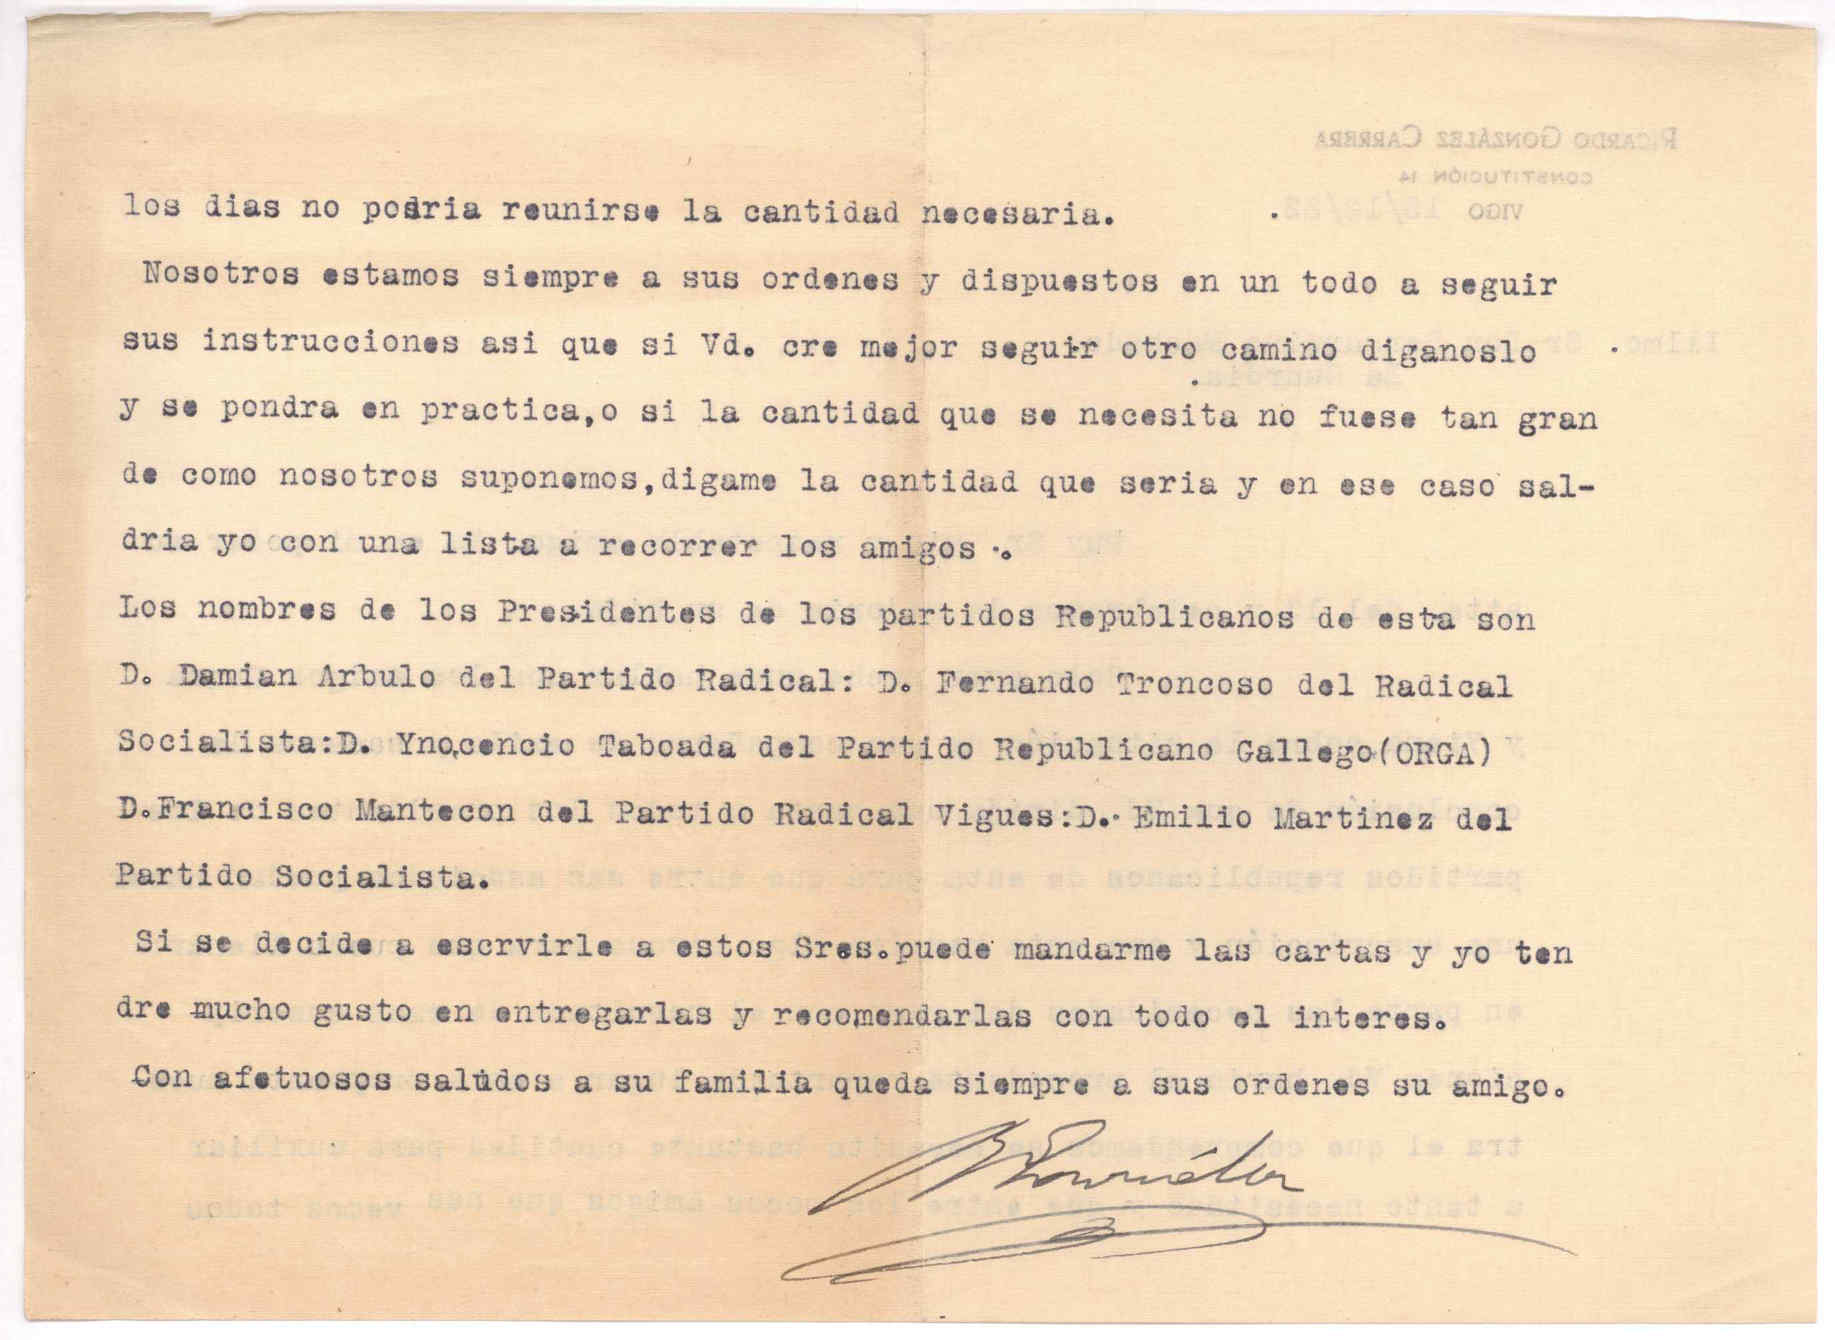 los dias no podria reunirse la cantidad necesaria.
Nosotros estamos siempre a sus ordenes y dispuestos en un todo a seguir
sus instrucciones asi que si Vd. cre mejor seguir otro camino diganoslo
y se pondra en practica,o si la cantidad que se necesita no fuese tan gran
de como nosotros suponemos,digame la cantidad que seria y en ese caso sal-
dria yo con una lista a recorrer los amigos .
Los nombres de los Presidentes de los partidos Republicanos de esta son
D. Damian Arbulo del Partido Radical: D. Fernando Troncoso del Radical
Socialista:D. Ynocencio Taboada del Partido Republicano Gallego(ORGA)
D.Francisco Mantecon del Partido Radical Vigues:D. Emilio Martinez del
Partido Socialista.
Si se decide a escrvirle a estos Sres.puede mandarme las cartas y yo ten
dre mucho gusto en entregarlas y recomendarlas con todo el interes.
Con afetuosos saludos a su familia queda siempre a sus ordenes su amigo.
RICARDO GONZÁLEZ CARRERA
CONSTITUCIÓN 14
VIGO